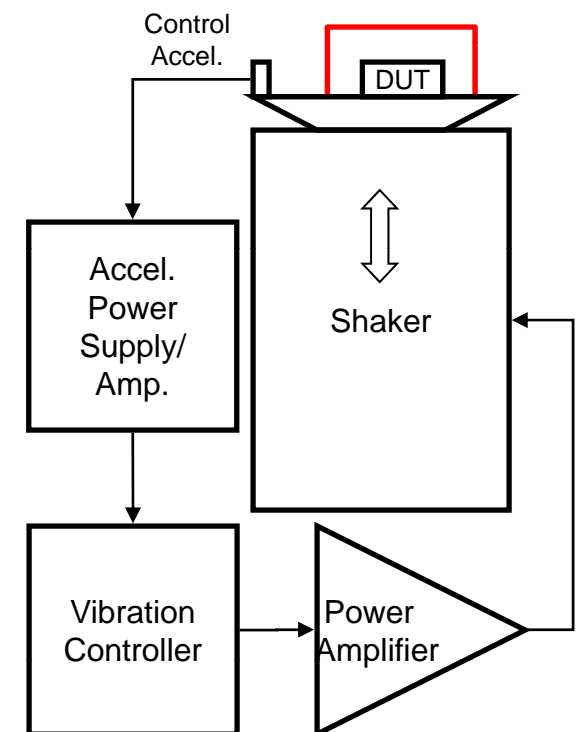 Control
Accel.
DUT
Accel.
Power
Supply/
Amp.
Shaker
Vibration
Controller
Power
Amplifier